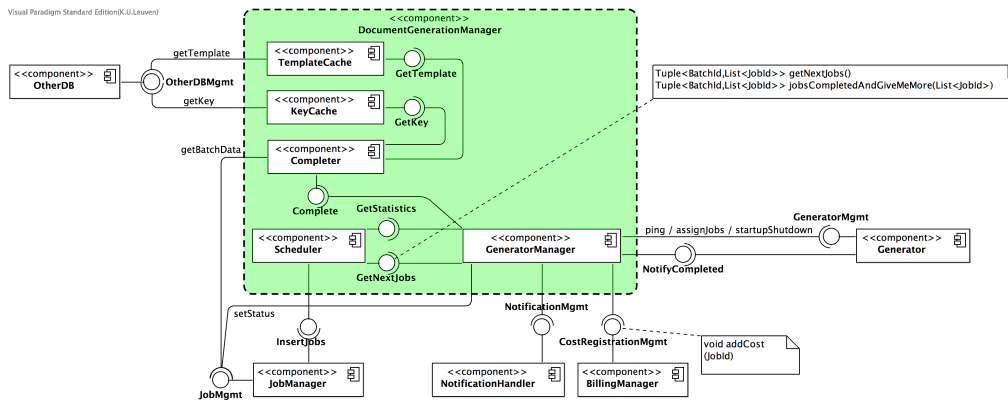 Visual Paradigm Standard Edition(K.U.Leuven)
<<component>>
DocumentGenerationManager
<<component>>
TemplateCache
GetTemplate
getTemplate
<<component>>
OtherDB
OtherDBMgmt
getKey
<<component>>
KeyCache
GetKey
Tuple<BatchId,List<JobId>> getNextJobs()
Tuple<BatchId,List<JobId>> jobsCompletedAndGiveMeMore(List<JobId>)
getBatchData
<<component>>
Completer
Complete
GetStatistics
<<component>>
Scheduler
GetNextJobs
<<component>>
GeneratorManager
ping / assignJobs / startupShutdown
GeneratorMgmt
<<component>>
Generator
NotifyCompleted
setStatus
InsertJobs
NotificationMgmt
CostRegistrationMgmt
void addCost
(JobId)
JobMgmt
<<component>>
JobManager
<<component>>
NotificationHandler
<<component>>
BillingManager